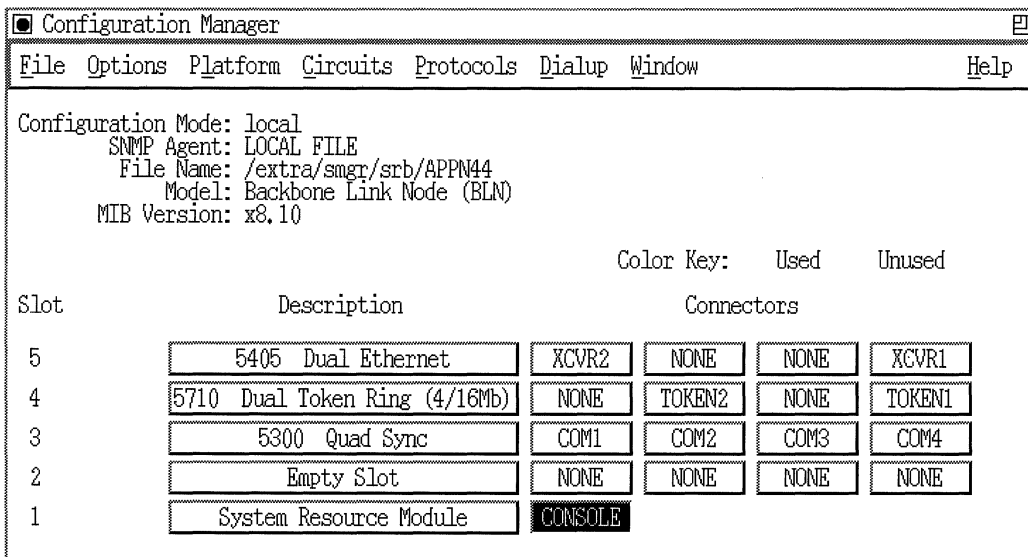 Configuration Manager
File Options Platform Circuits Protocols Dialup Window Help
Configuration Mode: local
SNMP Agent: LOCAL FILE
File Name: /extra/smgr/srb/APPN44
Model: Backbone Link Node (BLN)
MIB Version: x8.10
Color Key: Used Unused
Slot Description Connectors
5 5405 Dual Ethernet XCVR2 NONE NONE XCVR1
4 5710 Dual Token Ring (4/16Mb) NONE TOKEN2 NONE TOKEN1
3 5300 Quad Sync COM1 COM2 COM3 COM4
2 Empty Slot NONE NONE NONE NONE
1 System Resource Module CONSOLE